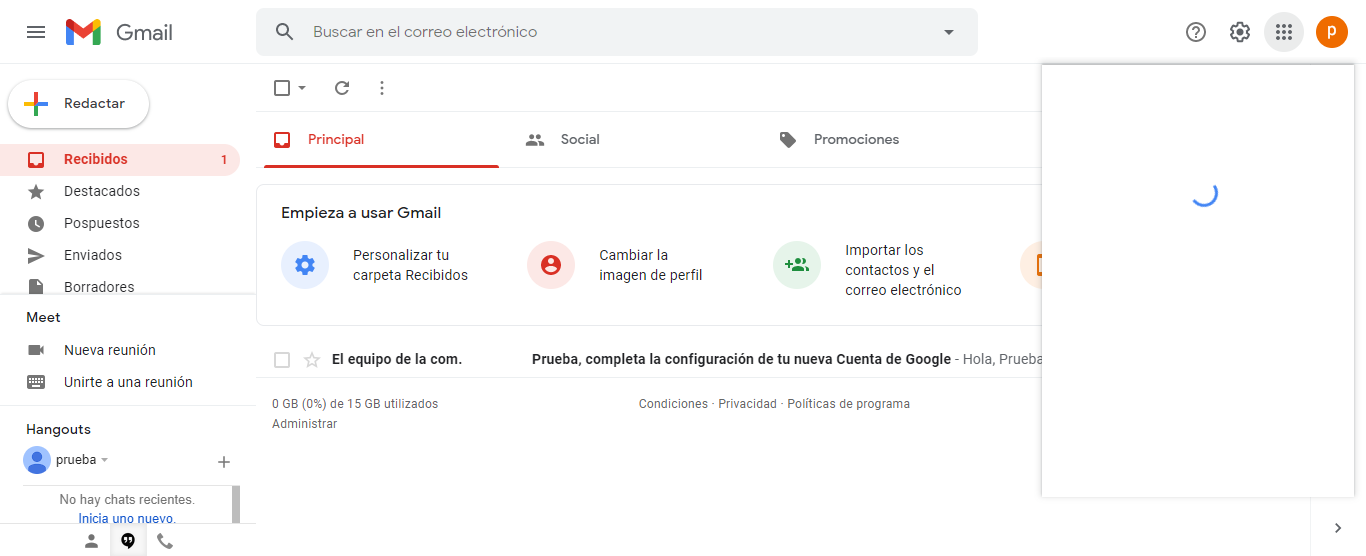 Gmail
Buscar en el correo electrónico
p
Redactar
Recibidos 1
Destacados
Pospuestos
Enviados
Borradores
Meet
Nueva reunión
Unirte a una reunión
Hangouts
prueba
No hay chats recientes.
Inicia uno nuevo.
Principal
Social
Promociones
Empieza a usar Gmail
Personalizar tu
carpeta Recibidos
Cambiar la
imagen de perfil
Importar los
contactos y el
correo electrónico
El equipo de la com. Prueba, completa la configuración de tu nueva Cuenta de Google - Hola, Prueba
0 GB (0%) de 15 GB utilizados
Administrar
Condiciones · Privacidad · Políticas de programa